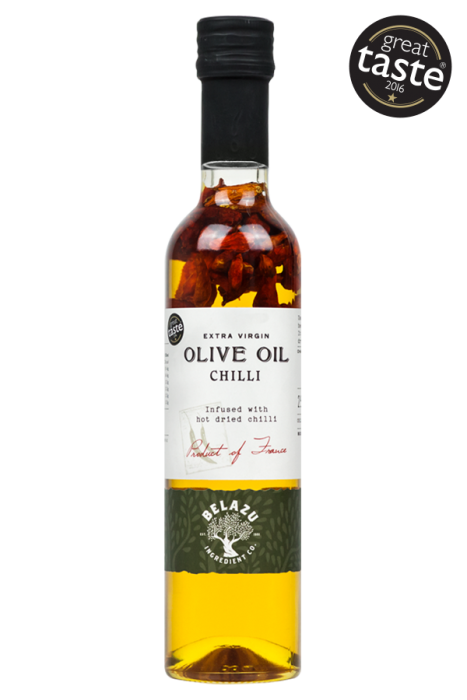 great
taste
2016
great
taste
EXTRA VIRGIN
OLIVE OIL
CHILLI
Infused with
hot dried chilli
Product of France
BELAZU
INGREDIENT CO.